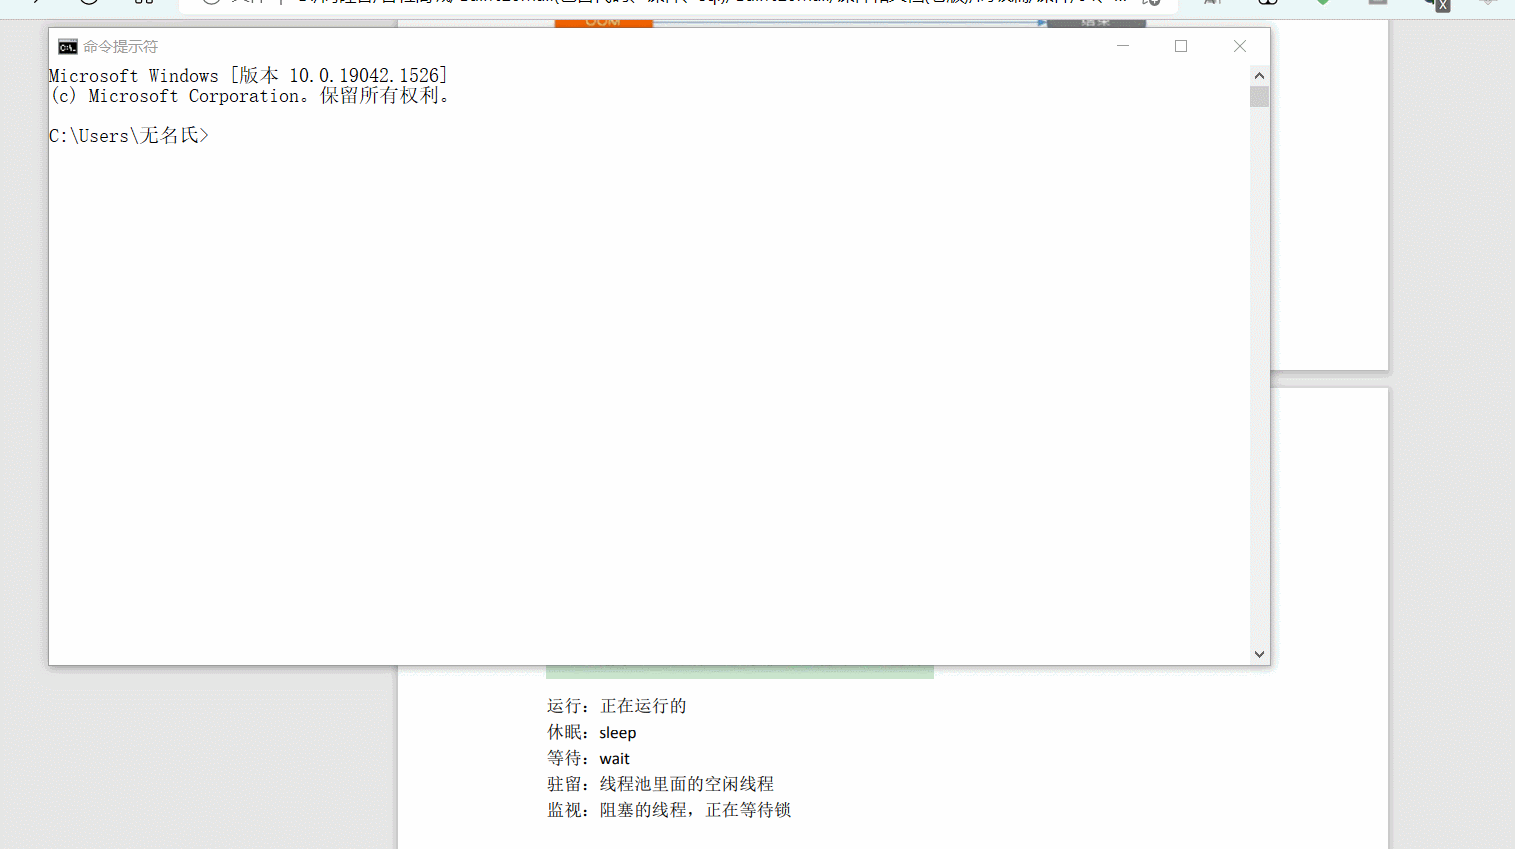 OOM
结果
命令提示符
Microsoft Windows [版本 10.0.19042.1526]
(c) Microsoft Corporation。保留所有权利。
C:\Users\无名氏>
运行：正在运行的
休眠：sleep
等待：wait
驻留：线程池里面的空闲线程
监视：阻塞的线程，正在等待锁